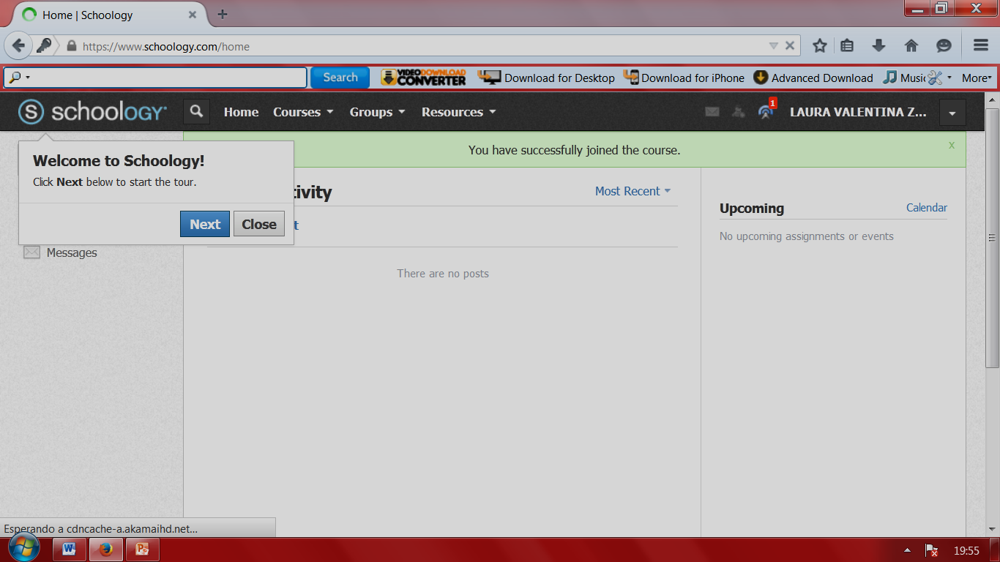 Home | Schoology
https://www.schoology.com/home
Search
VIDEO DOWNLOAD CONVERTER
Download for Desktop
Download for iPhone
Advanced Download
Music
More
schoology
Home
Courses
Groups
Resources
1
LAURA VALENTINA Z...
Welcome to Schoology!
Click Next below to start the tour.
Next
Close
You have successfully joined the course.
x
tivity
Most Recent
t
There are no posts
Upcoming
Calendar
No upcoming assignments or events
Messages
Esperando a cdncache-a.akamaihd.net...
19:55